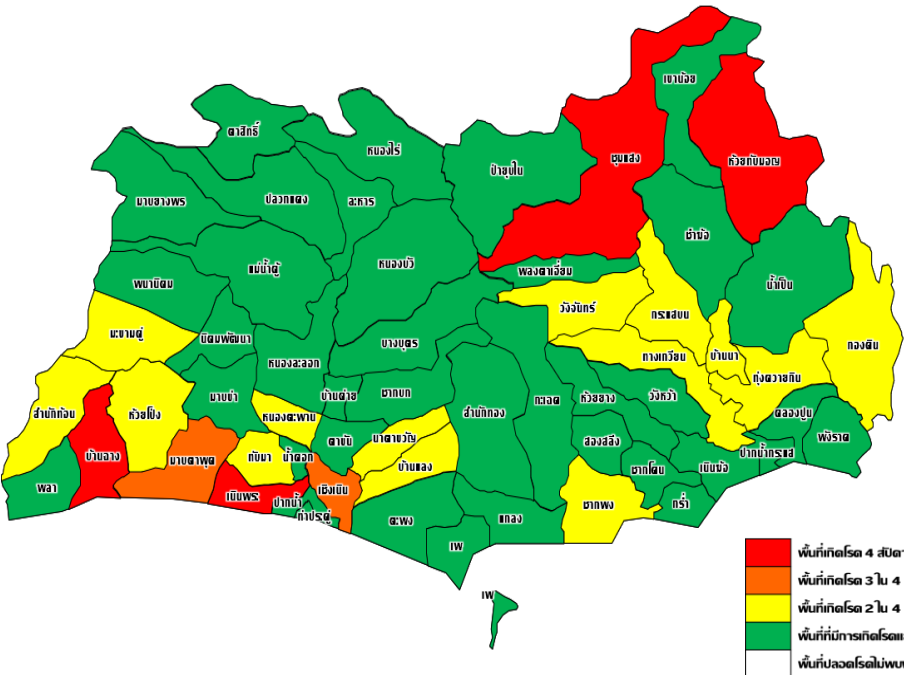 เขาน้อย
ตาสิทธิ์
หนองไร่
ป่ายุบใน
ชุมแสง
ห้วยทับมอญ
มาบยางพร
ปลวกแดง
ละหาร
ชำฆ้อ
แม่น้ำคู้
หนองบัว
พลงตาเอี่ยม
น้ำเป็น
พนานิคม
วังจันทร์
กระแสบน
มะขามคู่
นิคมพัฒนา
บางบุตร
กองดิน
ทางเกวียน
บ้านนา
หนองละลอก
ทุ่งควายกิน
มาบข่า
บ้านค่าย
ชากบก
กะเฉด
ห้วยยาง
วังหว้า
สำนักท้อน
ห้วยโป่ง
หนองตะพาน
สำนักทอง
คลองปูน
ตาขัน
นาตาขวัญ
สองสลึง
พังราด
บ้านฉาง
มาบตาพุด
ทับมา
น้ำคอก
บ้านแลง
ปากน้ำกระแส
ชากโดน
เนินฆ้อ
พลา
เชิงเนิน
เนินพระ
ปากน้ำ
ชากพง
กร่ำ
ท่าประดู่
ตะพง
แกลง
เพ
เพ
พื้นที่เกิดโรค 4
พื้นที่เกิดโรค 3 ใน 4
พื้นที่เกิดโรค 2 ใน 4
พื้นที่ที่มีการเกิดโรค
พื้นที่ปลอดโรคไม่พบ